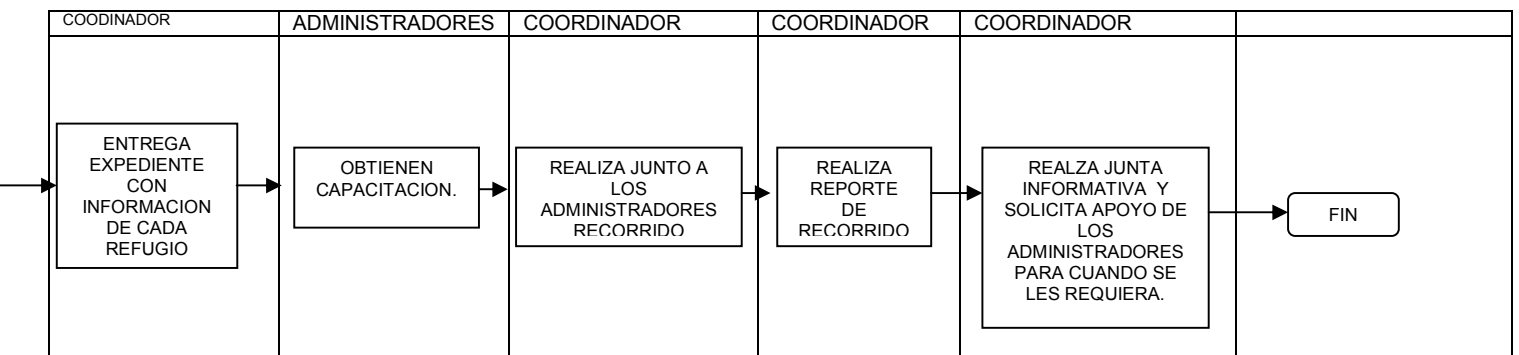 COODINADOR
ADMINISTRADORES
COORDINADOR
COORDINADOR
COORDINADOR
ENTREGA
EXPEDIENTE
CON
INFORMACION
DE CADA
REFUGIO
OBTIENEN
CAPACITACION.
REALIZA JUNTO A
LOS
ADMINISTRADORES
RECORRIDO
REALIZA
REPORTE
DE
RECORRIDO
REALZA JUNTA
INFORMATIVA Y
SOLICITA APOYO DE
LOS
ADMINISTRADORES
PARA CUANDO SE
LES REQUIERA.
FIN